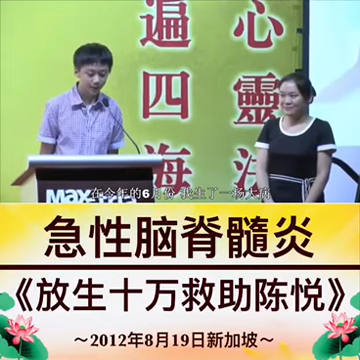 心靈
遍四海
MAX
在今年的6月份 我生了一场大病
急性脑脊髓炎
《放生十万救助陈悦》
～2012年8月19日新加坡～